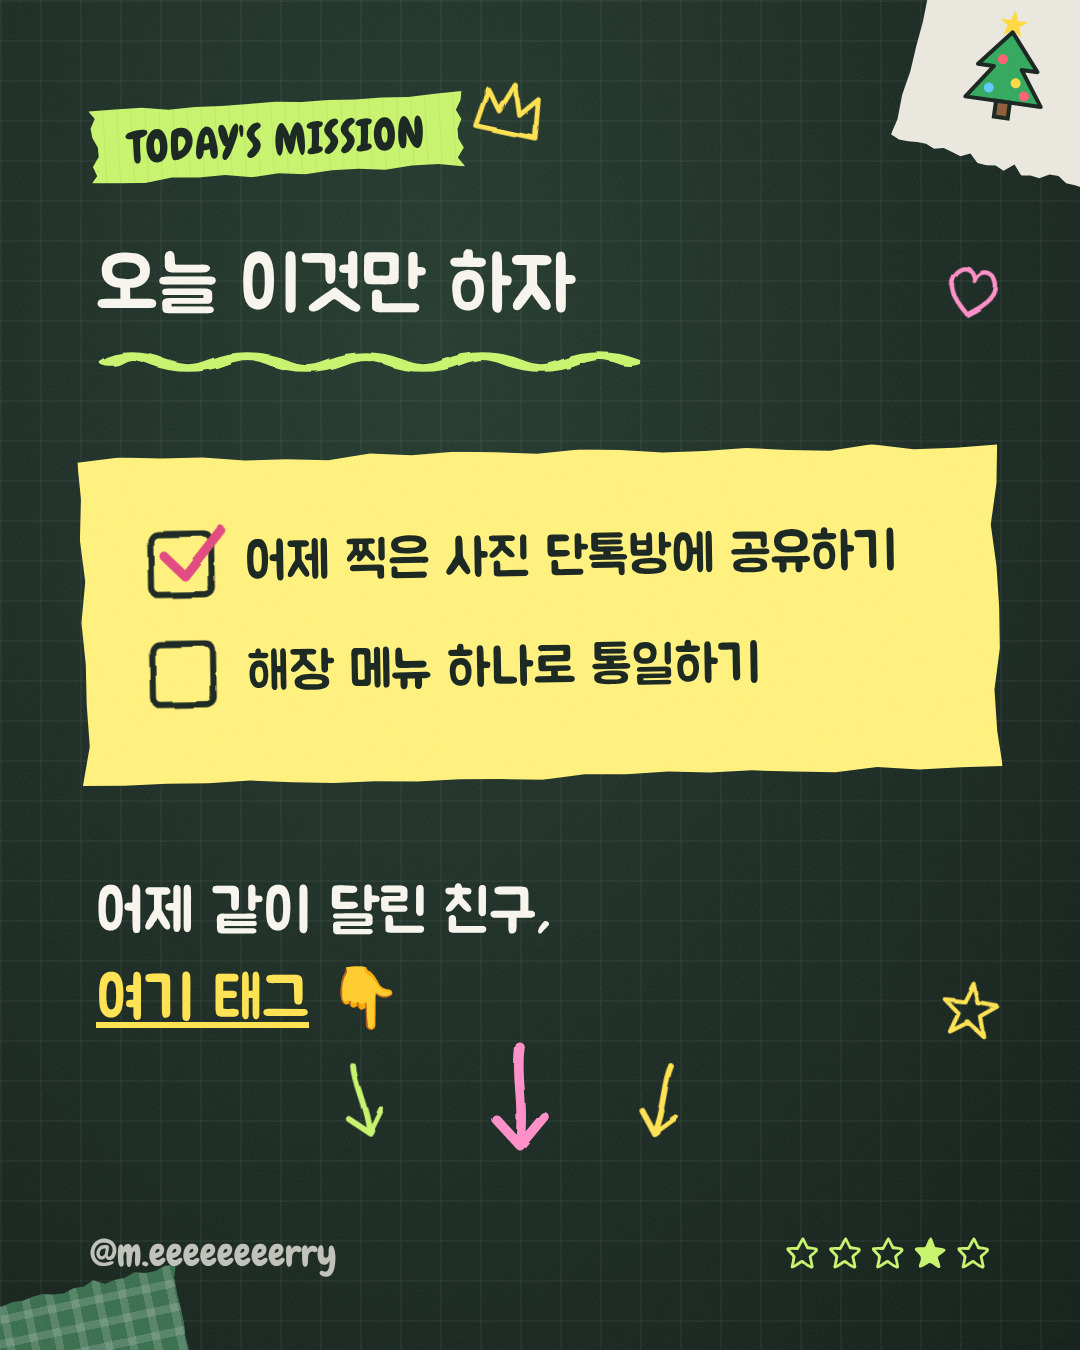 TODAY'S MISSION
오늘 이것만 하자
어제 찍은 사진 단톡방에 공유하기
해장 메뉴 하나로 통일하기
어제 같이 달린 친구,
여기 태그 👇
@m.eeeeeeeerry